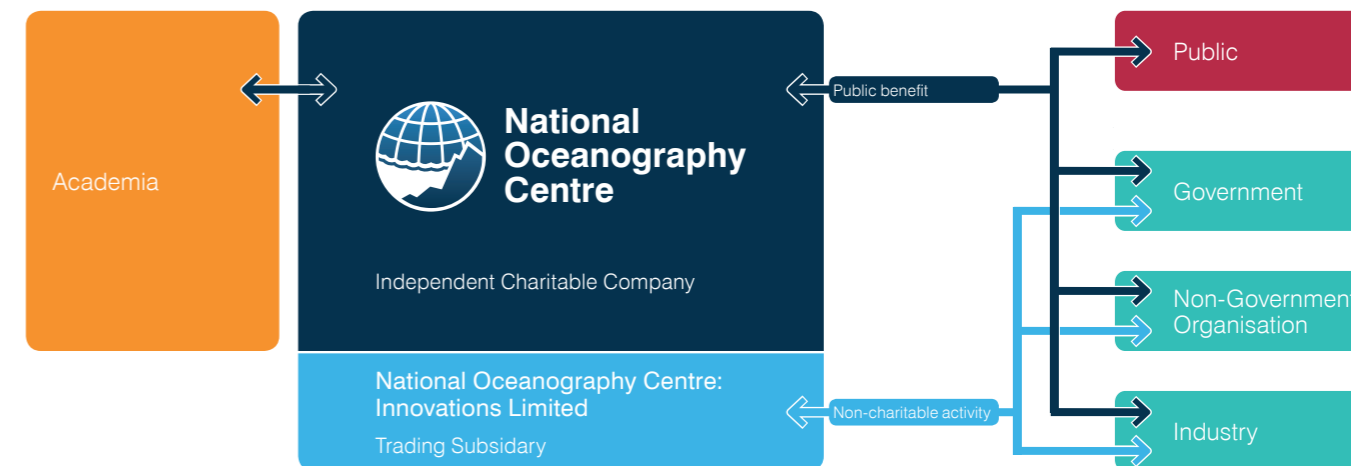 Academia
National
Oceanography
Centre
Independent Charitable Company
National Oceanography Centre:
Innovations Limited
Trading Subsidary
Public benefit
Non-charitable activity
Public
Government
Non-Government
Organisation
Industry